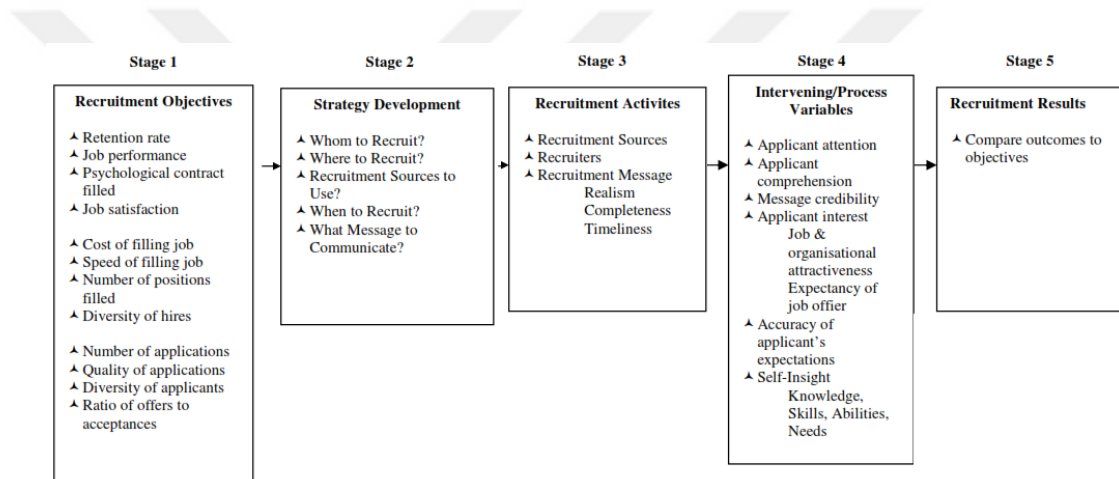 Stage 1
Recruitment Objectives
Retention rate
Job performance
Psychological contract
filled
Job satisfaction
Cost of filling job
Speed of filling job
Number of positions
filled
Diversity of hires
Number of applications
Quality of applications
Diversity of applicants
Ratio of offers to
acceptances
Stage 2
Strategy Development
Whom to Recruit?
Where to Recruit?
Recruitment Sources to
Use?
When to Recruit?
What Message to
Communicate?
Stage 3
Recruitment Activites
Recruitment Sources
Recruiters
Recruitment Message
Realism
Completeness
Timeliness
Stage 4
Intervening/Process
Variables
Applicant attention
Applicant
comprehension
Message credibility
Applicant interest
Job &
organisational
attractiveness
Expectancy of
job offier
Accuracy of
applicant's
expectations
Self-Insight
Knowledge,
Skills, Abilities,
Needs
Stage 5
Recruitment Results
Compare outcomes to
objectives